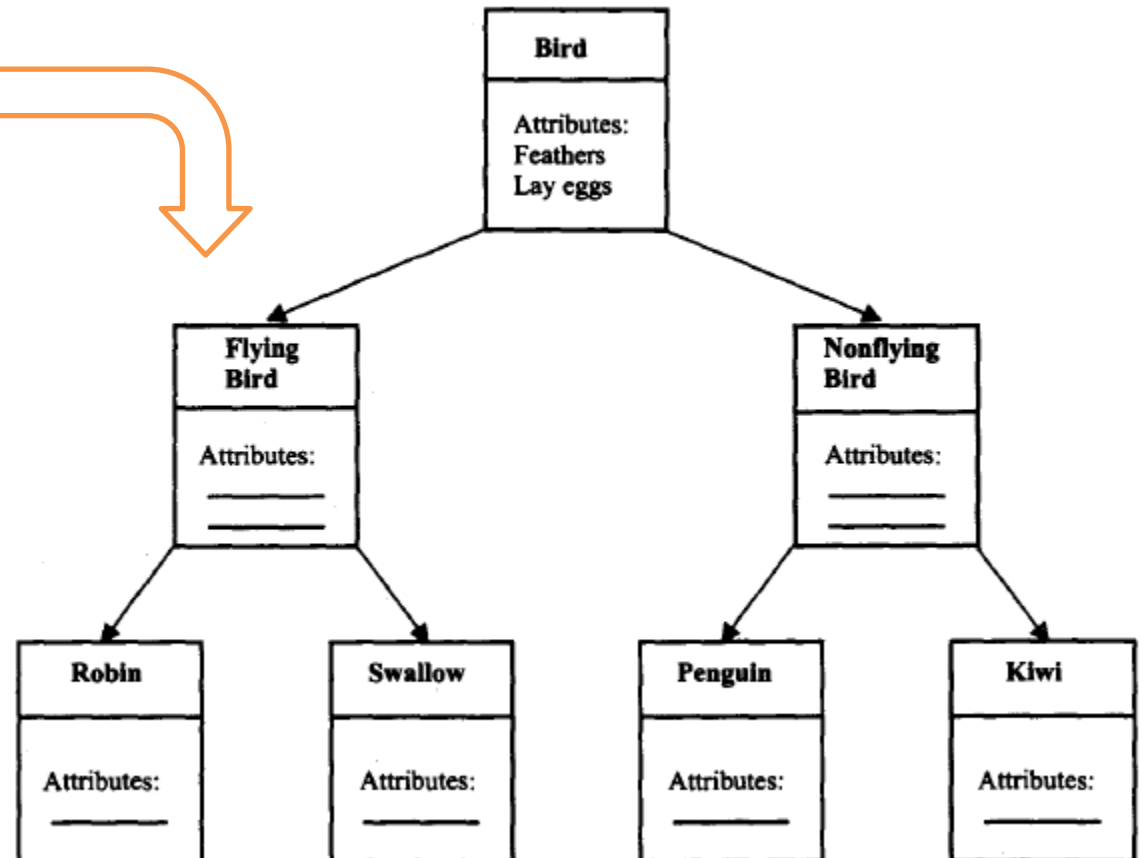 Bird
Attributes:
Feathers
Lay eggs
Flying
Bird
Attributes:
Nonflying
Bird
Attributes:
Robin
Attributes:
Swallow
Attributes:
Penguin
Attributes:
Kiwi
Attributes: